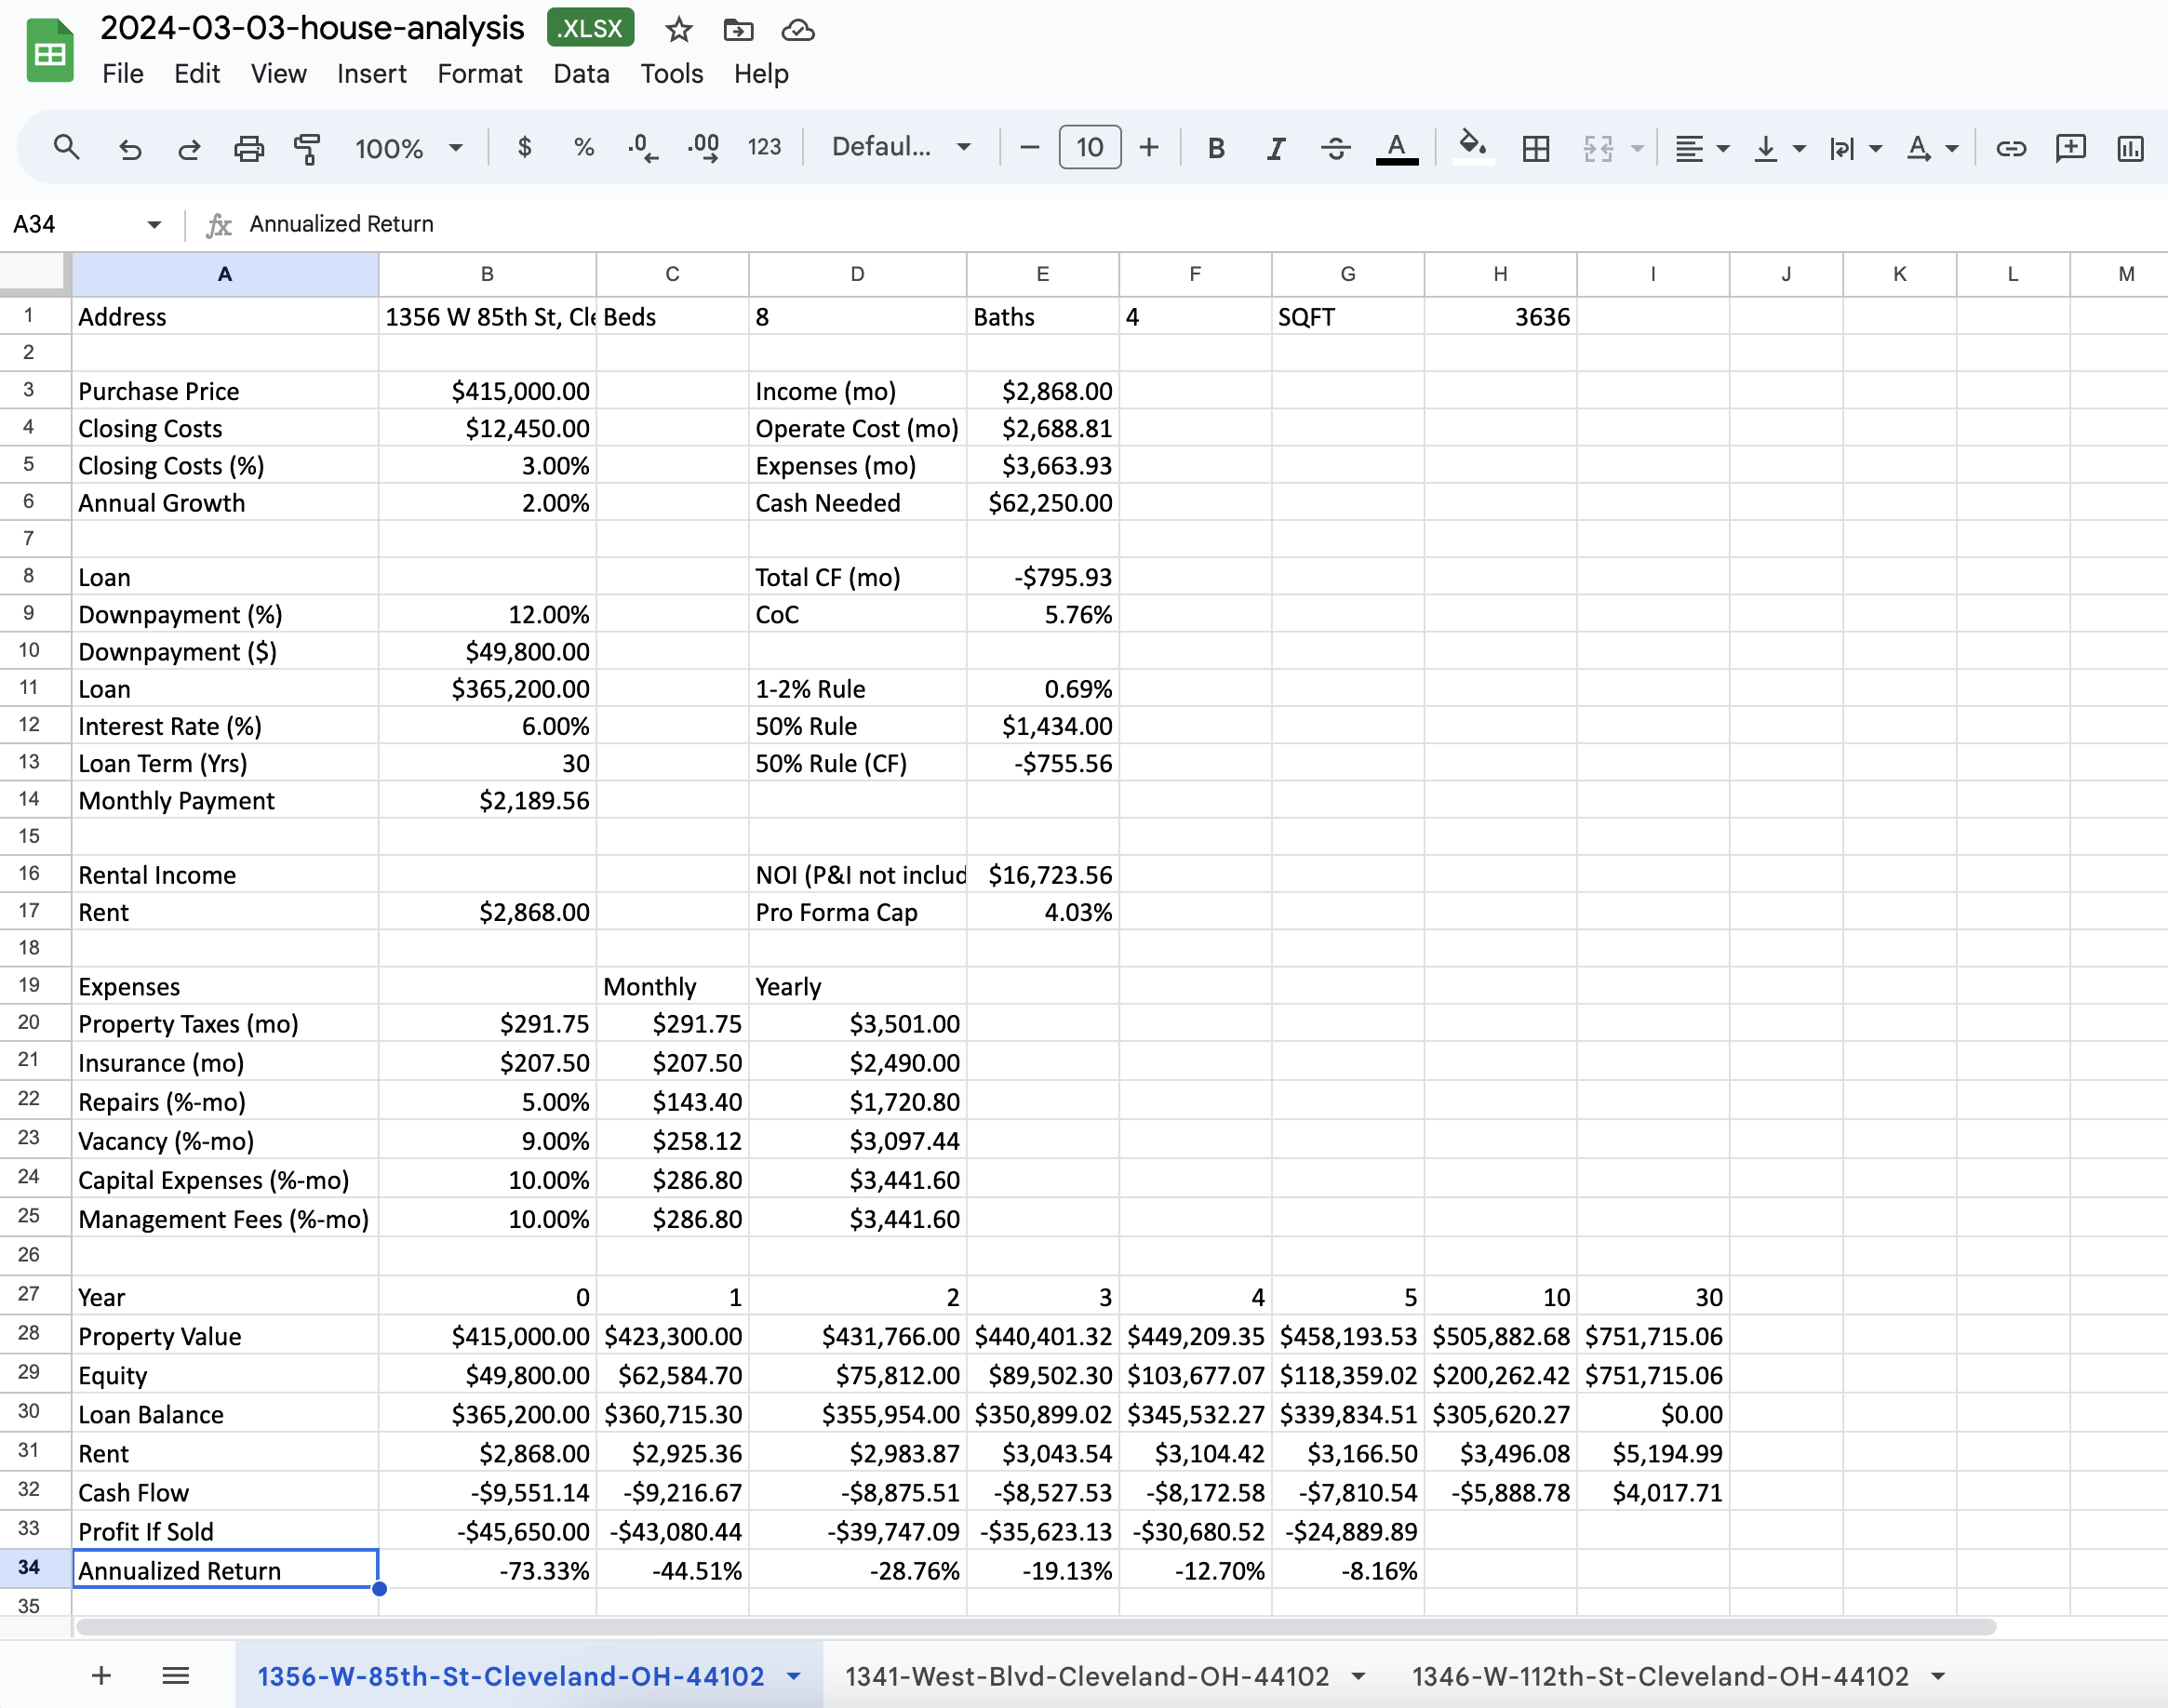 2024-03-03-house-analysis .XLSX
File Edit View Insert Format Data Tools Help
100% $ % .0 .00 123 Defaul... 10 B I A A
A34 fx Annualized Return
A B C D E F G H I J K L M
1 Address 1356 W 85th St, Cle Beds 8 Baths 4 SQFT 3636
2
3 Purchase Price $415,000.00 Income (mo) $2,868.00
4 Closing Costs $12,450.00 Operate Cost (mo) $2,688.81
5 Closing Costs (%) 3.00% Expenses (mo) $3,663.93
6 Annual Growth 2.00% Cash Needed $62,250.00
7
8 Loan Total CF (mo) -$795.93
9 Downpayment (%) 12.00% CoC 5.76%
10 Downpayment ($) $49,800.00
11 Loan $365,200.00 1-2% Rule 0.69%
12 Interest Rate (%) 6.00% 50% Rule $1,434.00
13 Loan Term (Yrs) 30 50% Rule (CF) -$755.56
14 Monthly Payment $2,189.56
15
16 Rental Income NOI (P&I not includ $16,723.56
17 Rent $2,868.00 Pro Forma Cap 4.03%
18
19 Expenses Monthly Yearly
20 Property Taxes (mo) $291.75 $291.75 $3,501.00
21 Insurance (mo) $207.50 $207.50 $2,490.00
22 Repairs (%-mo) 5.00% $143.40 $1,720.80
23 Vacancy (%-mo) 9.00% $258.12 $3,097.44
24 Capital Expenses (%-mo) 10.00% $286.80 $3,441.60
25 Management Fees (%-mo) 10.00% $286.80 $3,441.60
26
27 Year 0 1 2 3 4 5 10 30
28 Property Value $415,000.00 $423,300.00 $431,766.00 $440,401.32 $449,209.35 $458,193.53 $505,882.68 $751,715.06
29 Equity $49,800.00 $62,584.70 $75,812.00 $89,502.30 $103,677.07 $118,359.02 $200,262.42 $751,715.06
30 Loan Balance $365,200.00 $360,715.30 $355,954.00 $350,899.02 $345,532.27 $339,834.51 $305,620.27 $0.00
31 Rent $2,868.00 $2,925.36 $2,983.87 $3,043.54 $3,104.42 $3,166.50 $3,496.08 $5,194.99
32 Cash Flow -$9,551.14 -$9,216.67 -$8,875.51 -$8,527.53 -$8,172.58 -$7,810.54 -$5,888.78 $4,017.71
33 Profit If Sold -$45,650.00 -$43,080.44 -$39,747.09 -$35,623.13 -$30,680.52 -$24,889.89
34 Annualized Return -73.33% -44.51% -28.76% -19.13% -12.70% -8.16%
35
1356-W-85th-St-Cleveland-OH-44102 1341-West-Blvd-Cleveland-OH-44102 1346-W-112th-St-Cleveland-OH-44102